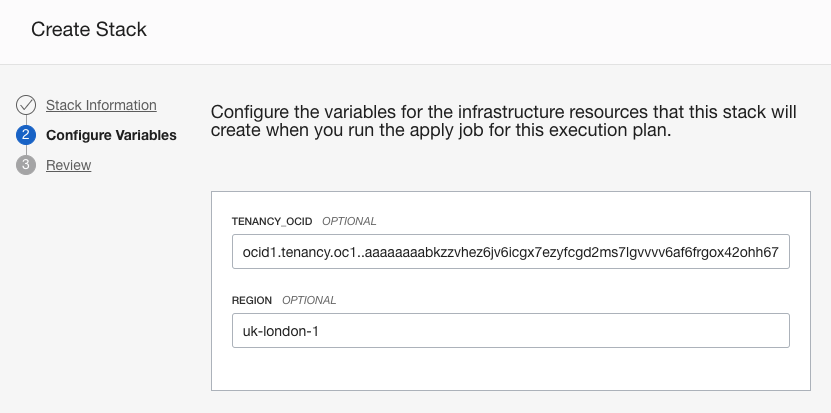 Create Stack
Stack Information
2 Configure Variables
3 Review
Configure the variables for the infrastructure resources that this stack will
create when you run the apply job for this execution plan.
TENANCY_OCID OPTIONAL
ocid1.tenancy.oc1..aaaaaaaabkzzvhez6jv6icgx7ezyfcgd2ms7lgvvvv6af6frgox42ohh67
REGION OPTIONAL
uk-london-1